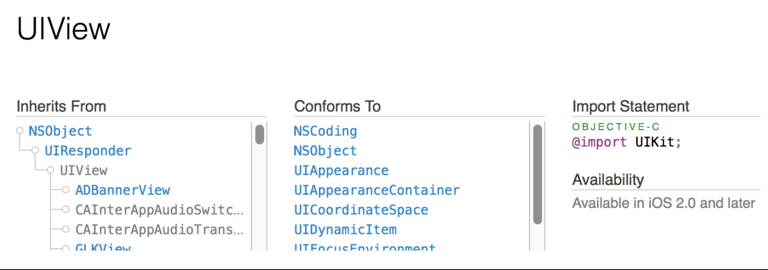 UIView
Inherits From
NSObject
UIResponder
UIView
ADBannerView
CAInterAppAudioSwitc...
CAInterAppAudioTrans...
GLKView
Conforms To
NSCoding
NSObject
UIAppearance
UIAppearanceContainer
UICoordinateSpace
UIDynamicItem
UIFocusEnvironment
Import Statement
OBJECTIVE-C
@import UIKit;
Availability
Available in iOS 2.0 and later